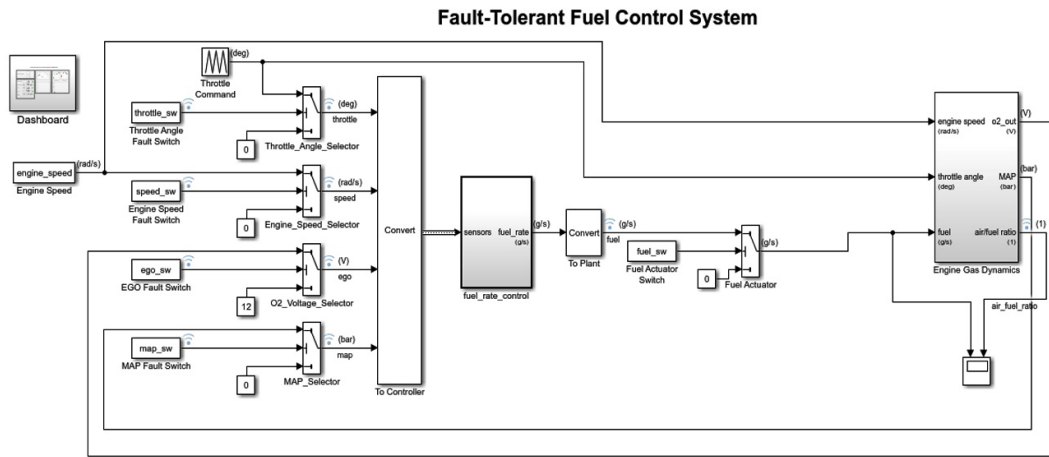 Fault-Tolerant Fuel Control System
Dashboard
(deg)
Throttle
Command
throttle_sw
Throttle Angle
Fault Switch
0
(deg)
throttle
Throttle_Angle_Selector
engine_speed
(rad/s)
Engine Speed
speed_sw
Engine Speed
Fault Switch
0
(rad/s)
speed
Engine_Speed_Selector
ego_sw
EGO Fault Switch
12
(V)
ego
O2_Voltage_Selector
map_sw
MAP Fault Switch
0
(bar)
map
MAP_Selector
Convert
To Controller
sensors
fuel_rate
(g/s)
fuel_rate_control
(g/s)
Convert
To Plant
(g/s)
fuel
fuel_sw
Fuel Actuator
Switch
0
(g/s)
Fuel Actuator
engine speed
(rad/s)
o2_out
(V)
(V)
throttle angle
(deg)
MAP
(bar)
(bar)
fuel
(g/s)
air/fuel ratio
(1)
(1)
Engine Gas Dynamics
air_fuel_ratio